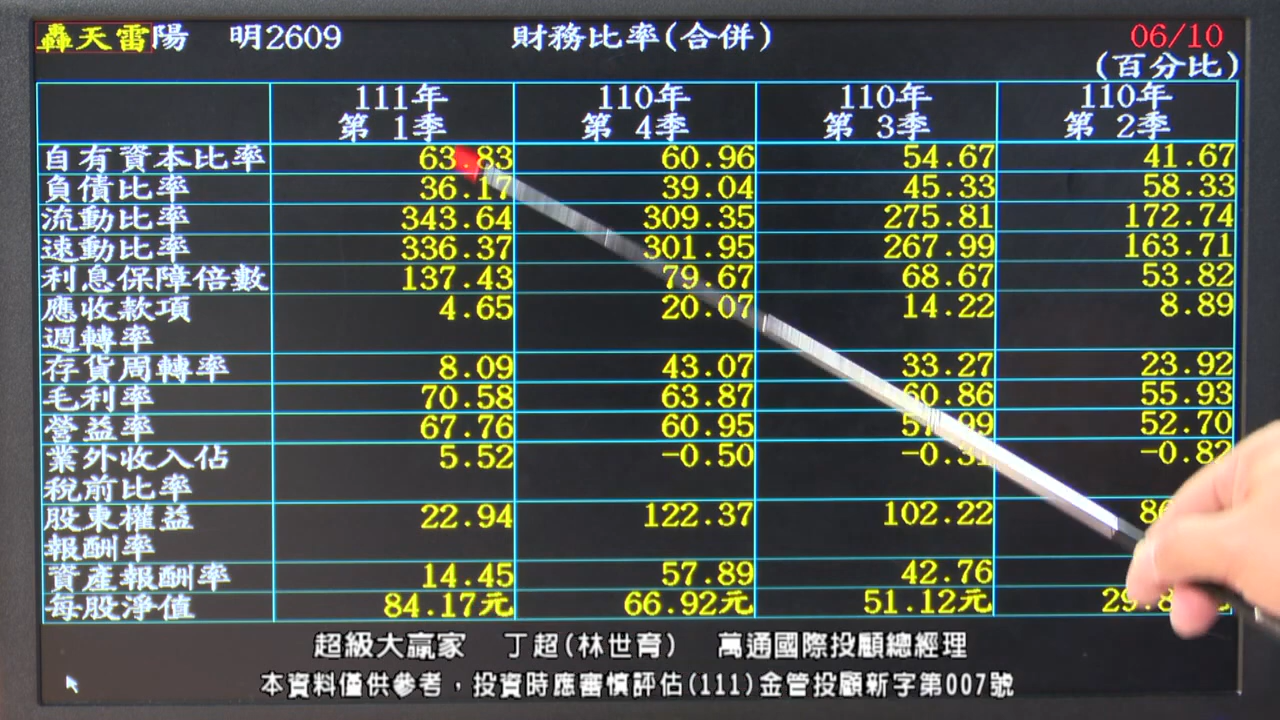 轟天雷陽 明2609 財務比率(合併) 06/10
(百分比)
111年 110年 110年 110年
第 1季 第 4季 第 3季 第 2季
自有資本比率 63.83 60.96 54.67 41.67
負債比率 36.17 39.04 45.33 58.33
流動比率 343.64 309.35 275.81 172.74
速動比率 336.37 301.95 267.99 163.71
利息保障倍數 137.43 79.67 68.67 53.82
應收款項 4.65 20.07 14.22 8.89
週轉率
存貨周轉率 8.09 43.07 33.27 23.92
毛利率 70.58 63.87 60.86 55.93
營益率 67.76 60.95 52.70
業外收入佔 5.52 -0.50 -0.31 -0.82
稅前比率
股東權益 22.94 122.37 102.22
報酬率
資產報酬率 14.45 57.89 42.76
每股淨值 84.17元 66.92元 51.12元
超級大贏家 丁超(林世育) 萬通國際投顧總經理
本資料僅供參考，投資時應審慎評估(111)金管投顧新字第007號